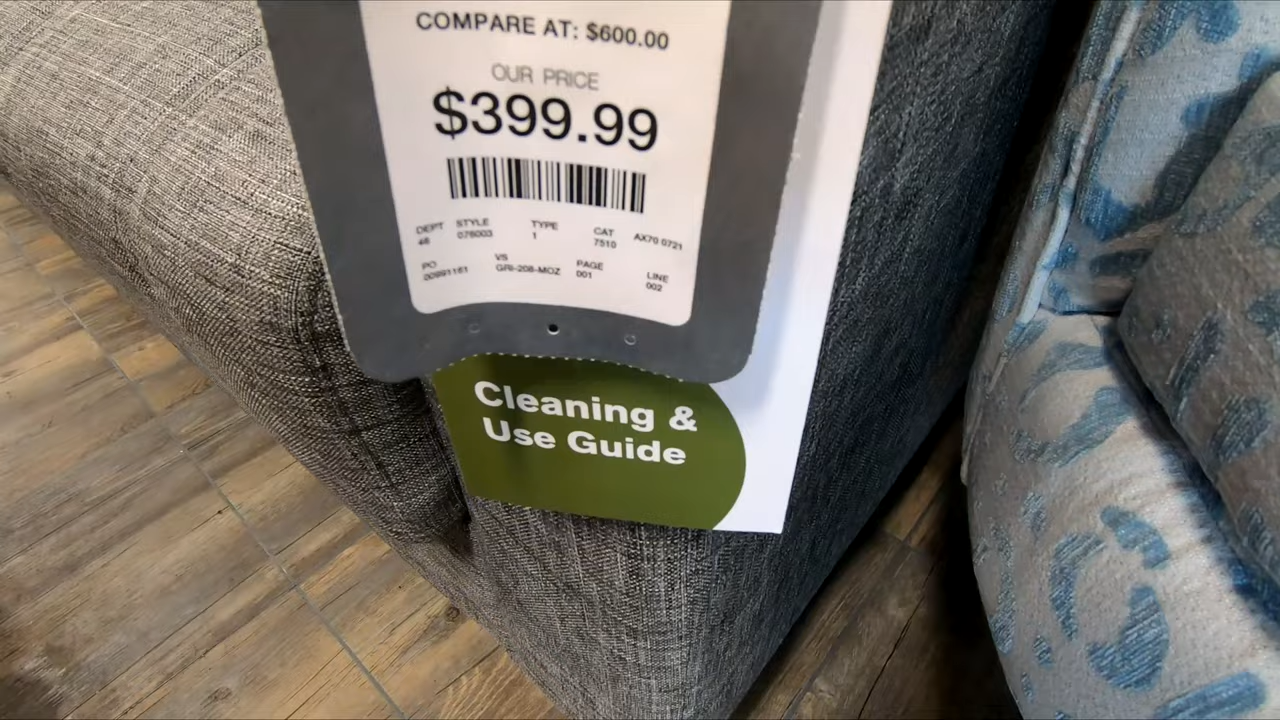 COMPARE AT: $600.00
OUR PRICE
$399.99
DEPT STYLE TYPE CAT AX70 0721
48 078003 1 7510
PO VS PAGE LINE
00991161 GRI-208-MOZ 001 002
Cleaning &
Use Guide